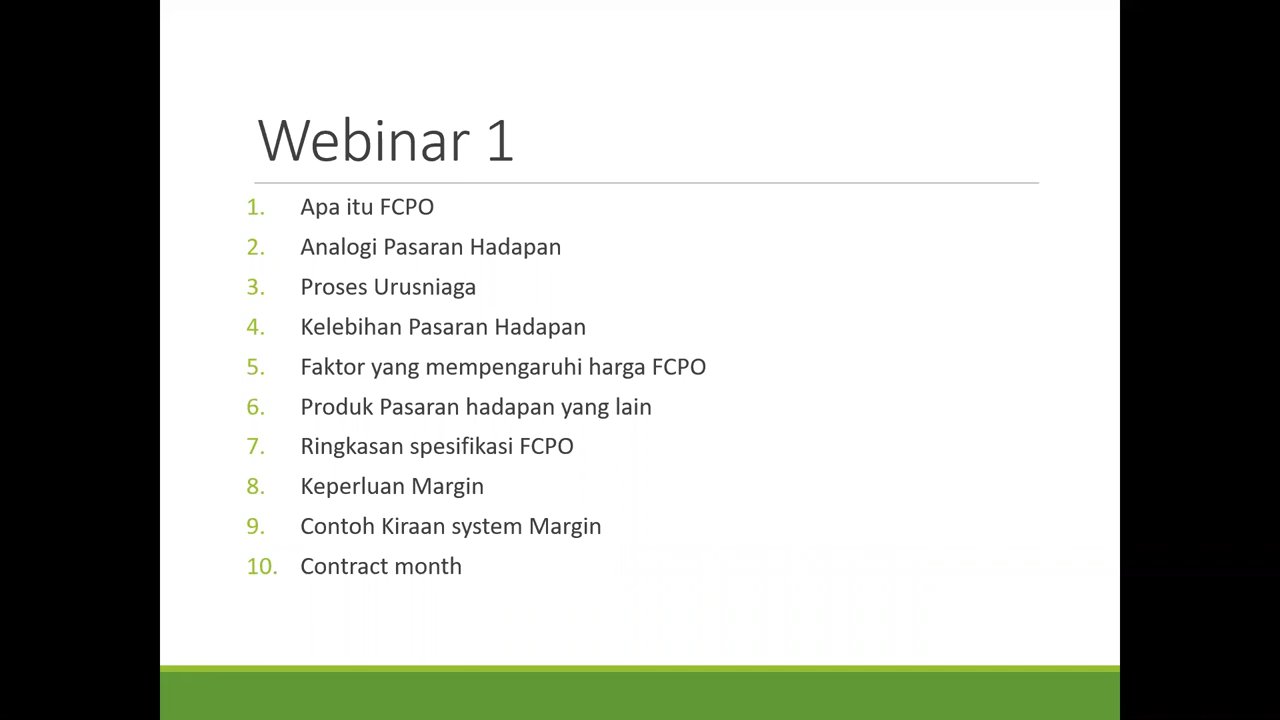 Webinar 1
1. Apa itu FCPO
2. Analogi Pasaran Hadapan
3. Proses Urusniaga
4. Kelebihan Pasaran Hadapan
5. Faktor yang mempengaruhi harga FCPO
6. Produk Pasaran hadapan yang lain
7. Ringkasan spesifikasi FCPO
8. Keperluan Margin
9. Contoh Kiraan system Margin
10. Contract month